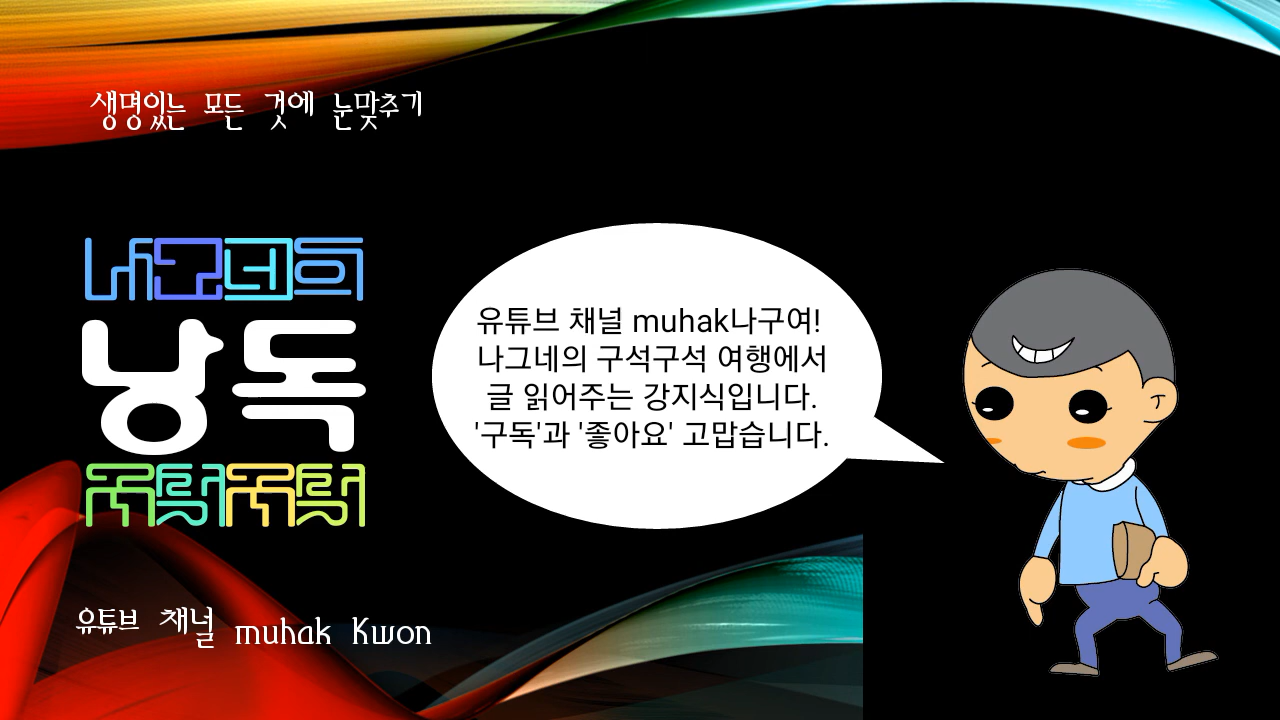 생명있는 모든 것에 눈맞추기
나그네의
낭독
구석구석
유튜브 채널 muhak나구여!
나그네의 구석구석 여행에서
글 읽어주는 강지식입니다.
'구독'과 '좋아요' 고맙습니다.
유튜브 채널 muhak Kwon